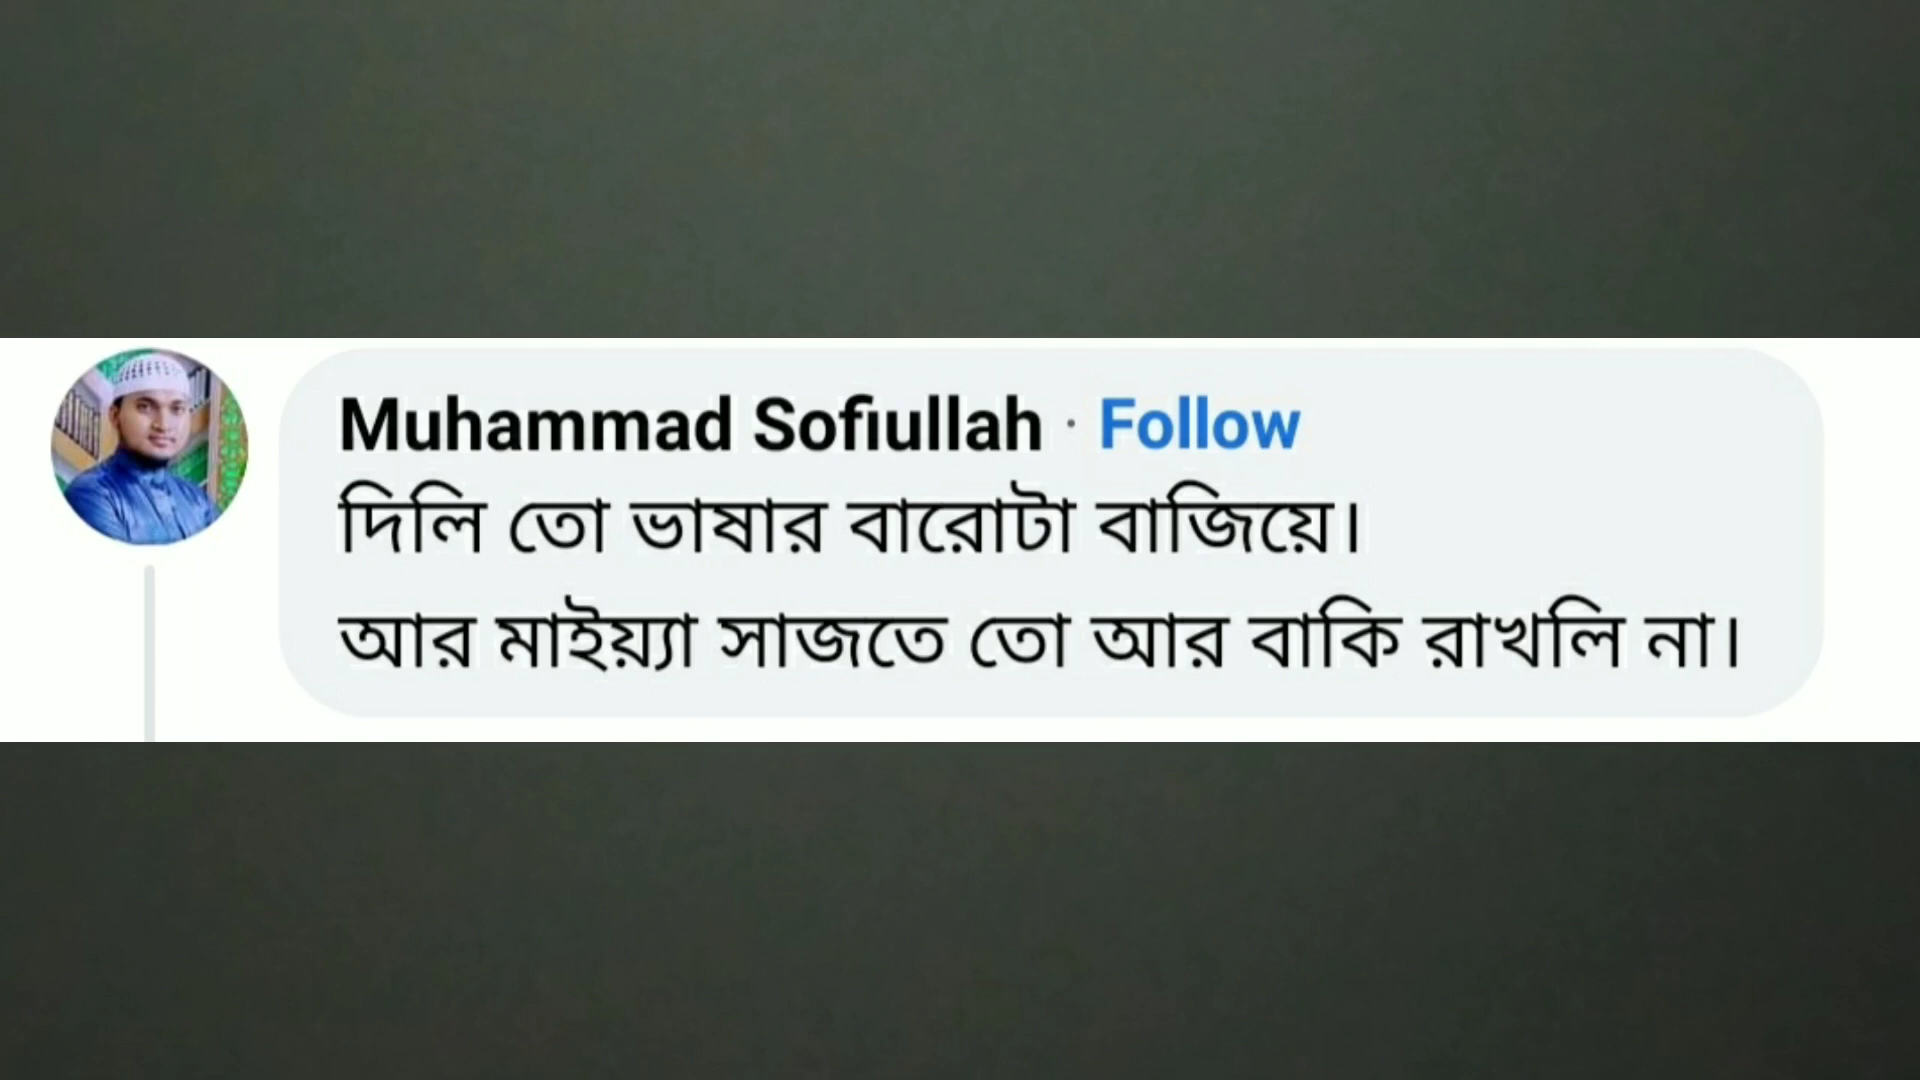 Muhammad Sofiullah · Follow
দিলি তো ভাষার বারোটা বাজিয়ে।
আর মাইয়্যা সাজতে তো আর বাকি রাখলি না।